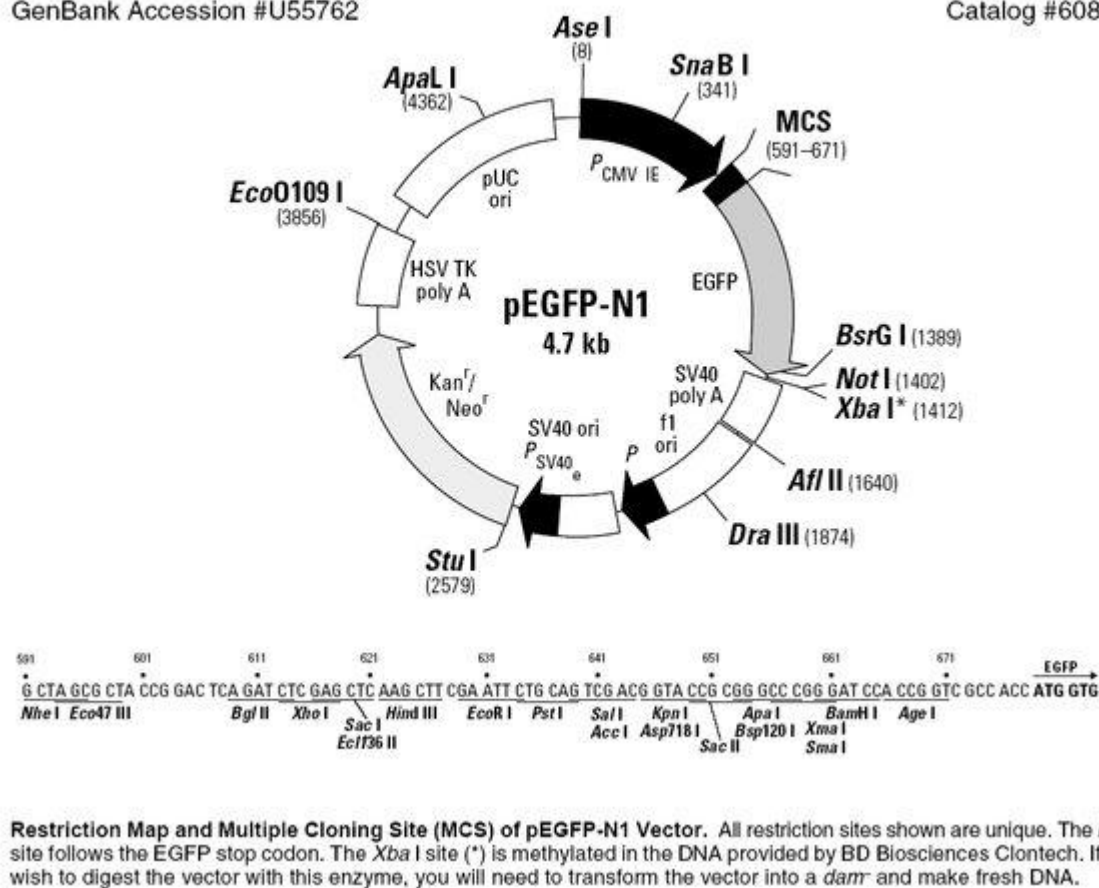 GenBank Accession #U55762
Catalog #608
Ase I
(8)
SnaB I
(341)
ApaL I
(4362)
MCS
(591–671)
P CMV IE
pUC
ori
EcoO109 I
(3856)
HSV TK
poly A
EGFP
pEGFP-N1
4.7 kb
BsrG I (1389)
Not I (1402)
Xba I* (1412)
SV40
poly A
Kanr/
Neor
f1
ori
SV40 ori
P SV40 e
P
Afl II (1640)
Dra III (1874)
Stu I
(2579)
591 601 611 621 631 641 651 661 671 EGFP
G CTA GCG CTA CCG GAC TCA GAT CTC GAG CTC AAG CTT CGA ATT CTG CAG TCG ACG GTA CCG CGG GCC CGG GAT CCA CCG GTC GCC ACC ATG GTG
Nhe I Eco47 III Bgl II Xho I Hind III EcoR I Pst I Sal I Kpn I Apa I BamH I Age I
Sac I Acc I Asp718 I Bsp120 I Xma I
Ecl136 II Sac II Sma I
Restriction Map and Multiple Cloning Site (MCS) of pEGFP-N1 Vector. All restriction sites shown are unique. The
site follows the EGFP stop codon. The Xba I site (*) is methylated in the DNA provided by BD Biosciences Clontech. If
wish to digest the vector with this enzyme, you will need to transform the vector into a dam- and make fresh DNA.